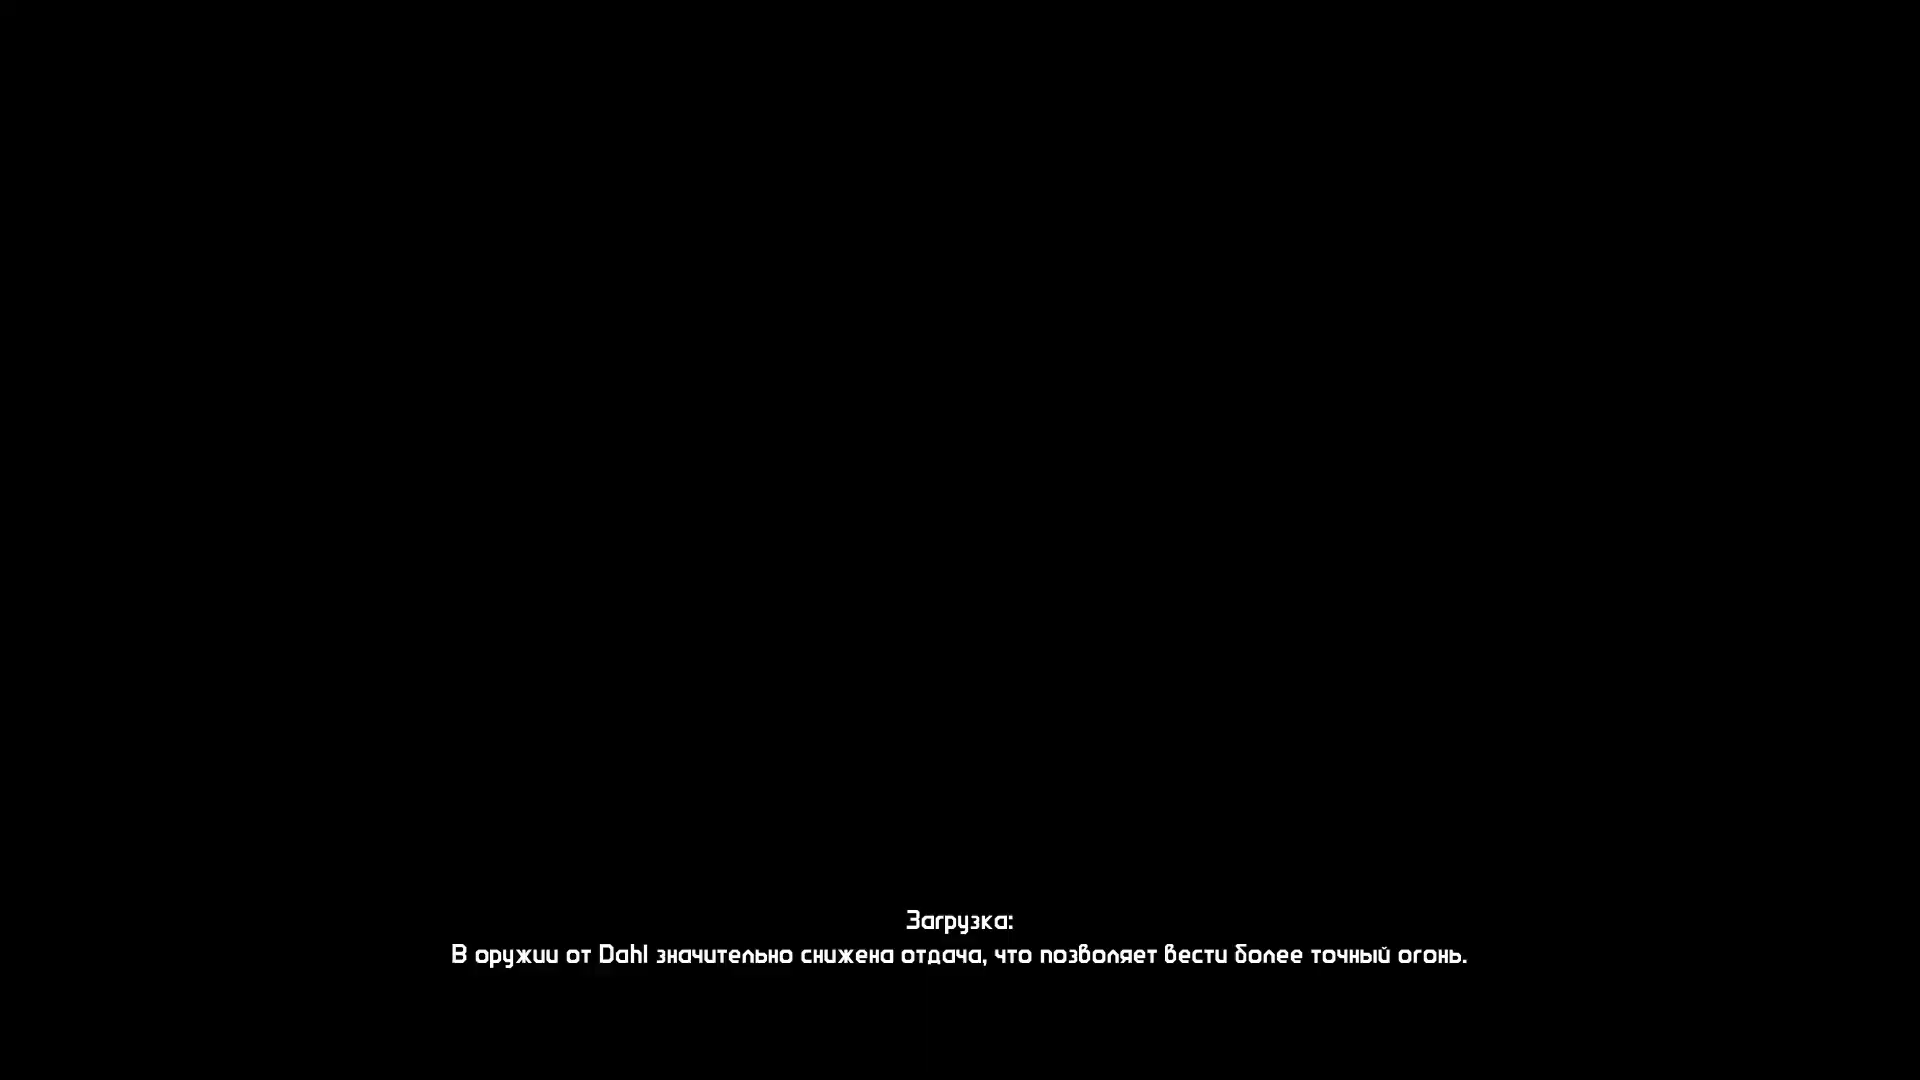 Загрузка:
В оружии от Dahl значительно снижена отдача, что позволяет вести более точный огонь.